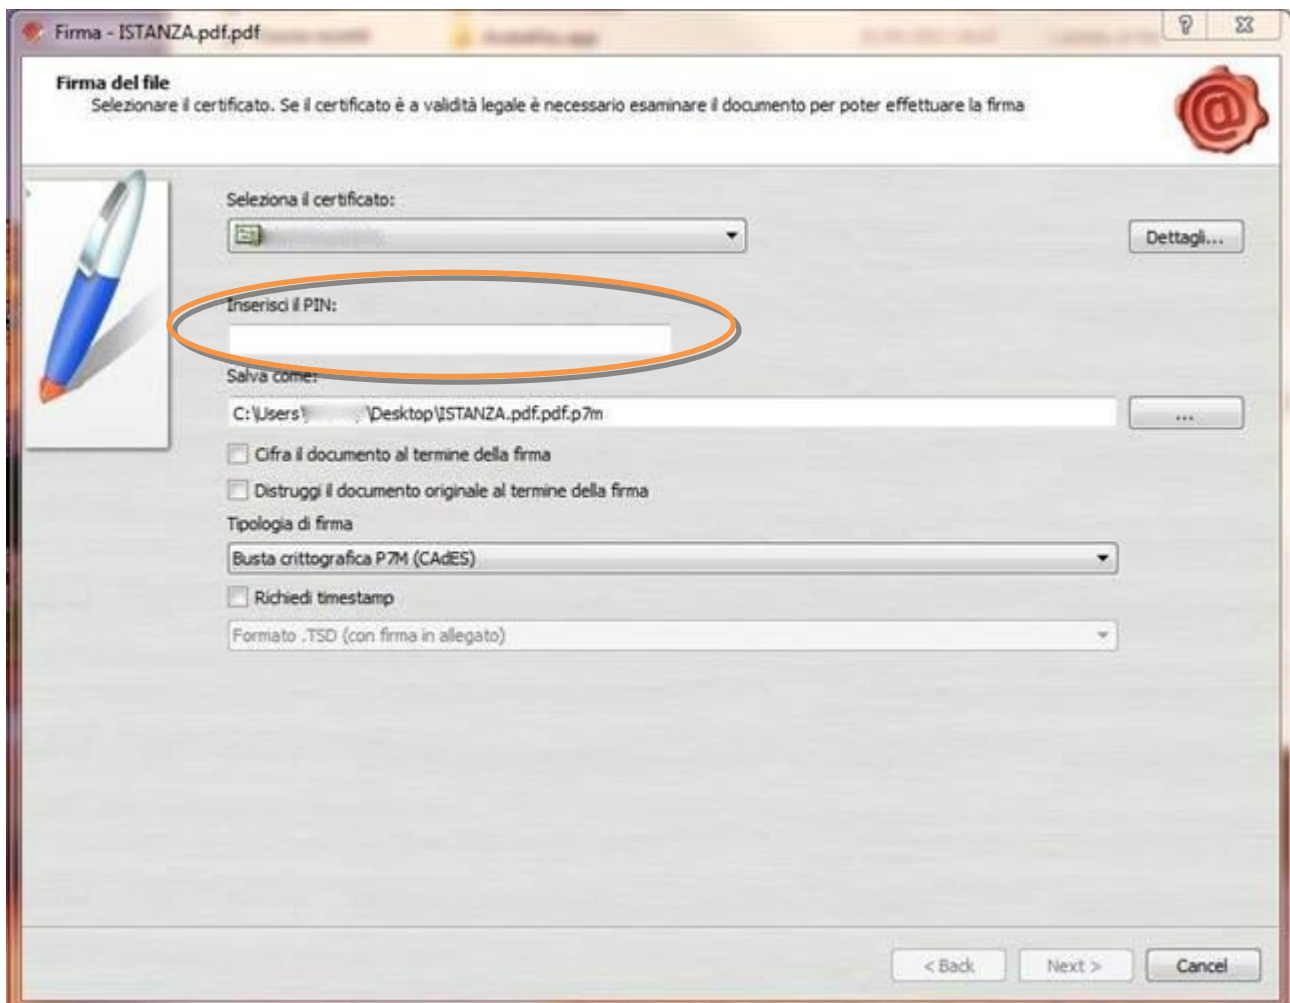 Firma - ISTANZA.pdf.pdf
Firma del file
Selezionare il certificato. Se il certificato è a validità legale è necessario esaminare il documento per poter effettuare la firma
Seleziona il certificato:
Dettagli...
Inserisci il PIN:
Salva come:
C:\Users\ \Desktop\ISTANZA.pdf.pdf.p7m
...
Cifra il documento al termine della firma
Distruggi il documento originale al termine della firma
Tipologia di firma
Busta crittografica P7M (CAdES)
Richiedi timestamp
Formato .TSD (con firma in allegato)
< Back Next > Cancel